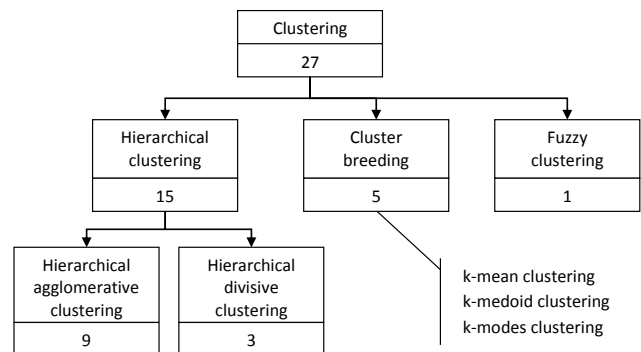 Clustering
27
Hierarchical
clustering
15
Cluster
breeding
5
Fuzzy
clustering
1
Hierarchical
agglomerative
clustering
9
Hierarchical
divisive
clustering
3
k-mean clustering
k-medoid clustering
k-modes clustering